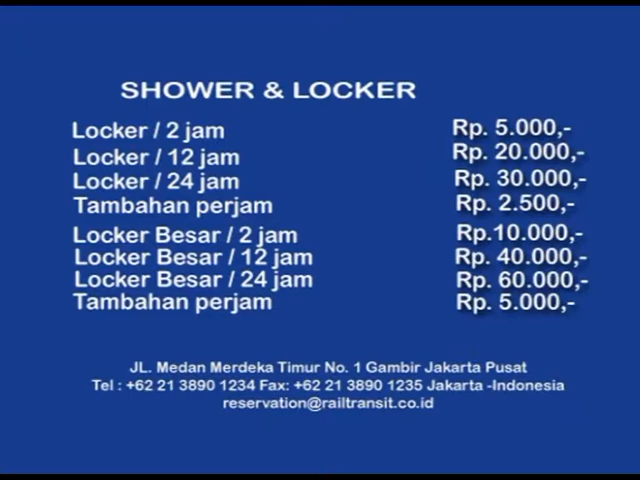 SHOWER & LOCKER
Locker / 2 jam Rp. 5.000,-
Locker / 12 jam Rp. 20.000,-
Locker / 24 jam Rp. 30.000,-
Tambahan perjam Rp. 2.500,-
Locker Besar / 2 jam Rp.10.000,-
Locker Besar / 12 jam Rp. 40.000,-
Locker Besar / 24 jam Rp. 60.000,-
Tambahan perjam Rp. 5.000,-
JL. Medan Merdeka Timur No. 1 Gambir Jakarta Pusat
Tel : +62 21 3890 1234 Fax: +62 21 3890 1235 Jakarta -Indonesia
reservation@railtransit.co.id